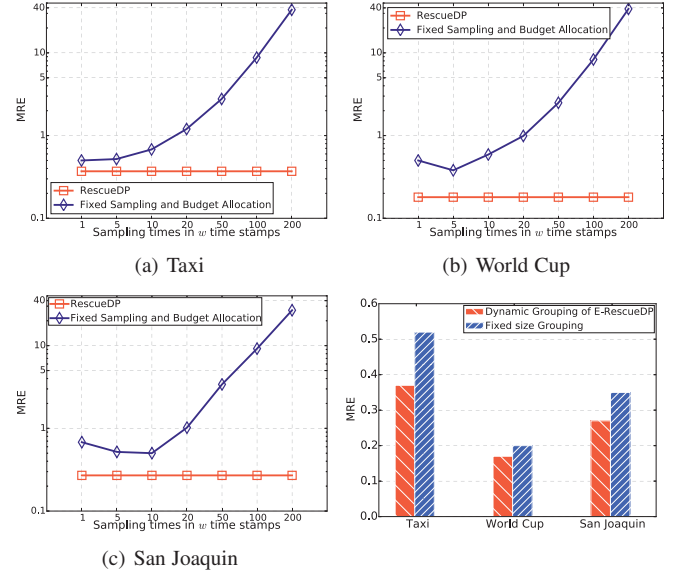 MRE
40
10
5
1
0.1
RescueDP
Fixed Sampling and Budget Allocation
1 5 10 20 50 100 200
Sampling times in w time stamps
(a) Taxi
MRE
40
10
5
1
0.1
RescueDP
Fixed Sampling and Budget Allocation
1 5 10 20 50 100 200
Sampling times in w time stamps
(b) World Cup
MRE
40
10
5
1
0.1
RescueDP
Fixed Sampling and Budget Allocation
1 5 10 20 50 100 200
Sampling times in w time stamps
(c) San Joaquin
MRE
0.6
0.5
0.4
0.3
0.2
0.1
0.0
Dynamic Grouping of E-RescueDP
Fixed size Grouping
Taxi World Cup San Joaquin